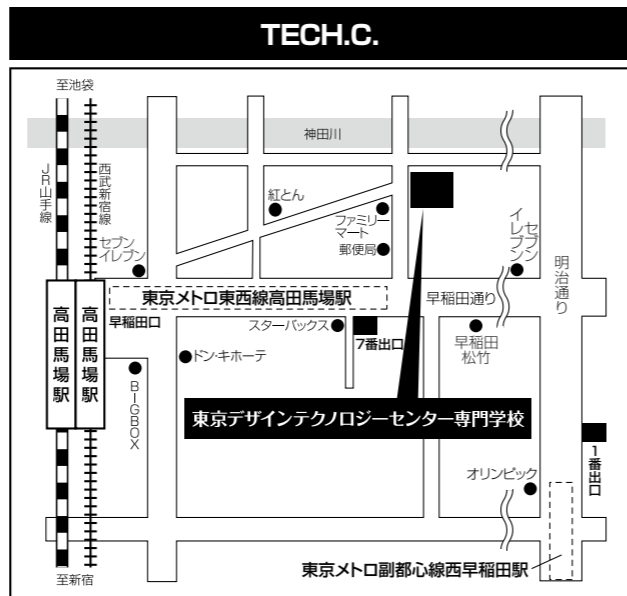 TECH.C.
至池袋
神田川
JR山手線
西武新宿線
紅とん
ファミリー
マート
郵便局
セブン
イレブン
セブン
イレブン
明治通り
東京メトロ東西線高田馬場駅
早稲田通り
高田馬場駅
高田馬場駅
早稲田口
スターバックス
7番出口
早稲田
松竹
ドン・キホーテ
BIGBOX
東京デザインテクノロジーセンター専門学校
1番出口
オリンピック
東京メトロ副都心線西早稲田駅
至新宿